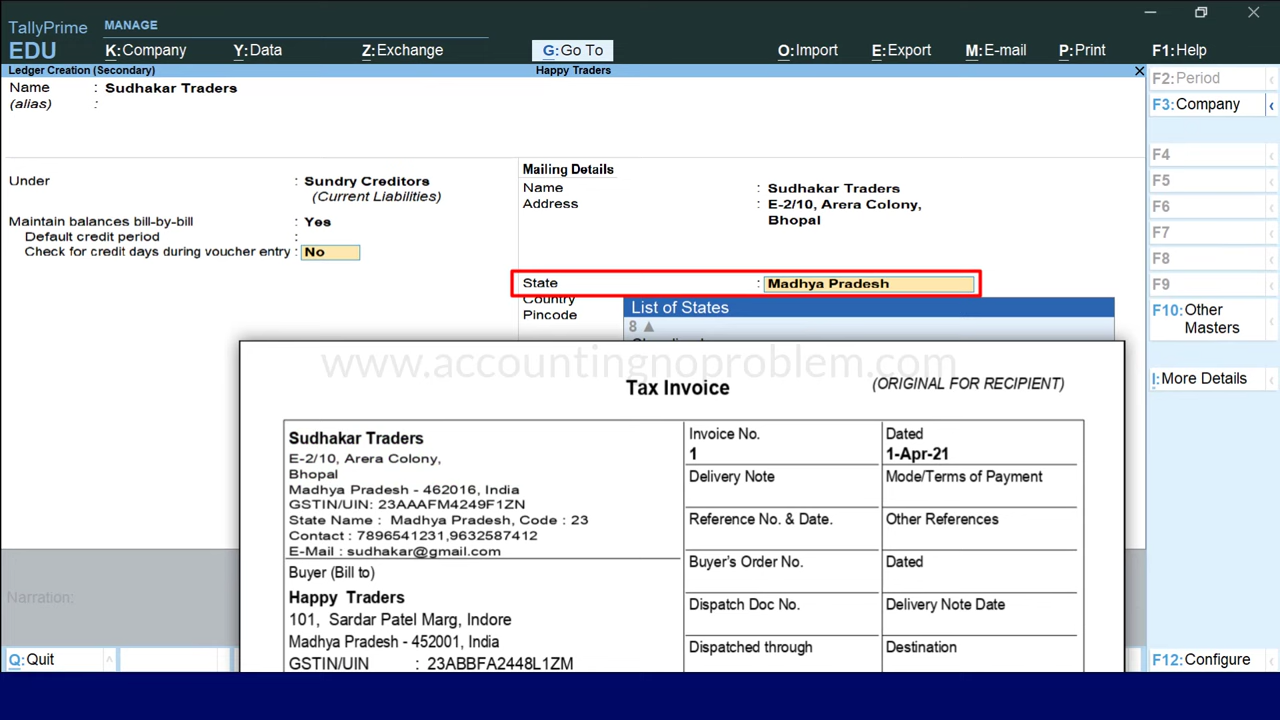 TallyPrime
EDU
MANAGE
K:Company Y:Data Z:Exchange G:Go To O:Import E:Export M:E-mail P:Print F1:Help
Ledger Creation (Secondary) Happy Traders
Name : Sudhakar Traders
(alias) :
F2:Period
F3:Company
F4
F5
F6
F7
F8
F9
F10:Other
Masters
I:More Details
F12:Configure
Under : Sundry Creditors
(Current Liabilities)
Maintain balances bill-by-bill : Yes
Default credit period :
Check for credit days during voucher entry : No
Mailing Details
Name : Sudhakar Traders
Address : E-2/10, Arera Colony,
Bhopal
State : Madhya Pradesh
Country
Pincode
List of States
8
www.accountingnoproblem.com
Tax Invoice (ORIGINAL FOR RECIPIENT)
Sudhakar Traders
E-2/10, Arera Colony,
Bhopal
Madhya Pradesh - 462016, India
GSTIN/UIN: 23AAAFM4249F1ZN
State Name : Madhya Pradesh, Code : 23
Contact : 7896541231,9632587412
E-Mail : sudhakar@gmail.com
Buyer (Bill to)
Happy Traders
101, Sardar Patel Marg, Indore
Madhya Pradesh - 452001, India
GSTIN/UIN : 23ABBFA2448L1ZM
Invoice No. Dated
1 1-Apr-21
Delivery Note Mode/Terms of Payment
Reference No. & Date. Other References
Buyer's Order No. Dated
Dispatch Doc No. Delivery Note Date
Dispatched through Destination
Narration:
Q:Quit